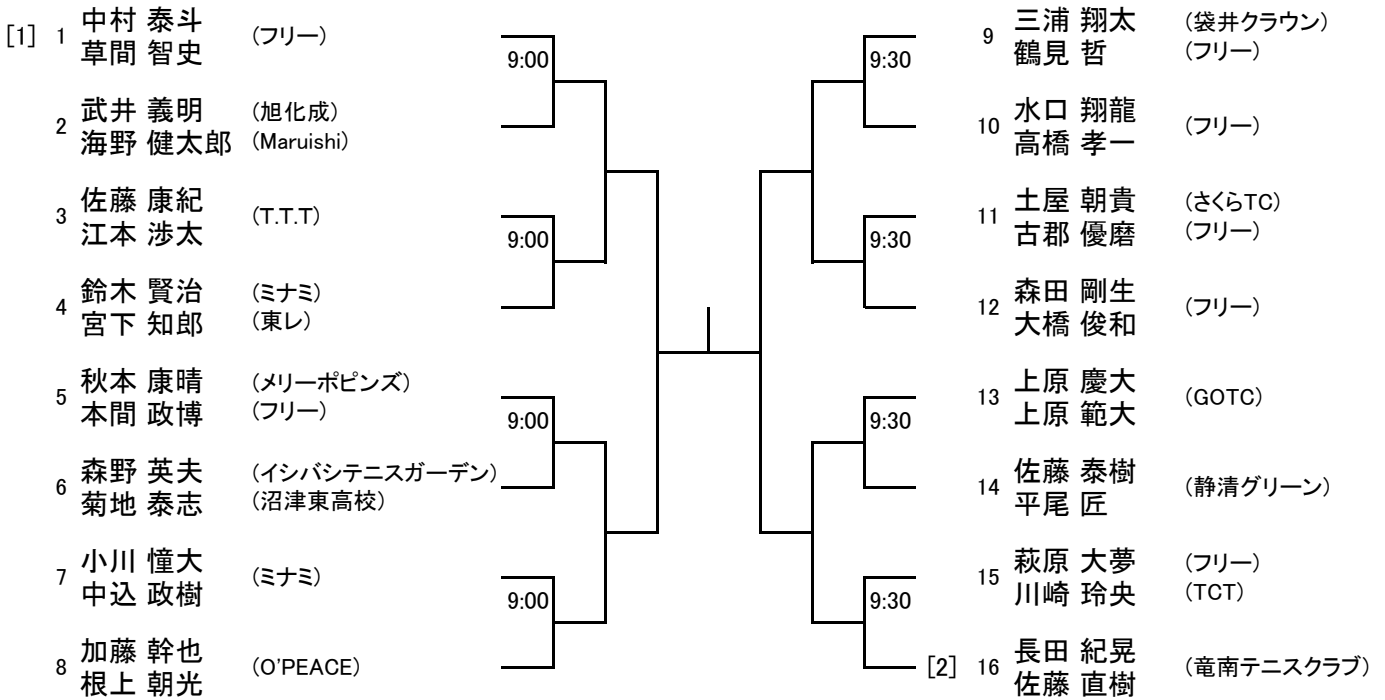 [1] 1 中村 泰斗 (フリー)
草間 智史
9:00
2 武井 義明 (旭化成)
海野 健太郎 (Maruishi)
3 佐藤 康紀 (T.T.T)
江本 渉太
9:00
4 鈴木 賢治 (ミナミ)
宮下 知郎 (東レ)
5 秋本 康晴 (メリーポピンズ)
本間 政博 (フリー)
9:00
6 森野 英夫 (イシバシテニスガーデン)
菊地 泰志 (沼津東高校)
7 小川 憧大 (ミナミ)
中込 政樹
9:00
8 加藤 幹也 (O'PEACE)
根上 朝光
9 三浦 翔太 (袋井クラウン)
鶴見 哲 (フリー)
9:30
10 水口 翔龍 (フリー)
高橋 孝一
11 土屋 朝貴 (さくらTC)
古郡 優磨 (フリー)
9:30
12 森田 剛生 (フリー)
大橋 俊和
13 上原 慶大 (GOTC)
上原 範大
9:30
14 佐藤 泰樹 (静清グリーン)
平尾 匠
15 萩原 大夢 (フリー)
川崎 玲央 (TCT)
9:30
[2] 16 長田 紀晃 (竜南テニスクラブ)
佐藤 直樹